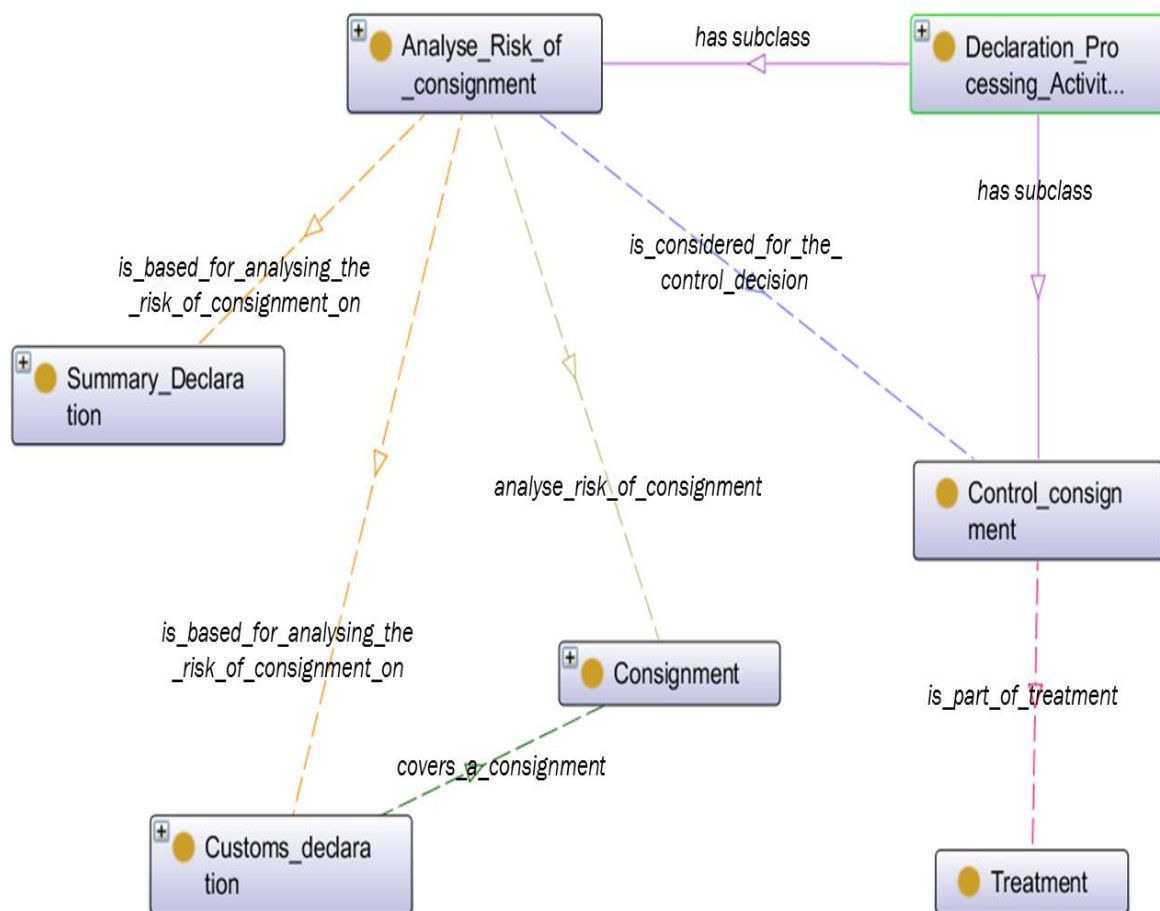 Analyse_Risk_of
_consignment
has subclass
Declaration_Pro
cessing_Activit...
has subclass
is_considered_for_the_
control_decision
is_based_for_analysing_the
_risk_of_consignment_on
Summary_Declara
tion
analyse_risk_of_consignment
Control_consign
ment
is_based_for_analysing_the
_risk_of_consignment_on
Consignment
is_part_of_treatment
covers_a_consignment
Customs_declara
tion
Treatment